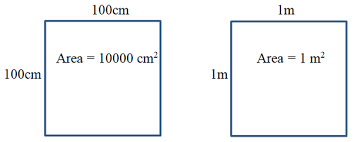 100cm
1m
Area = 10000 cm²
Area = 1 m²
100cm
1m